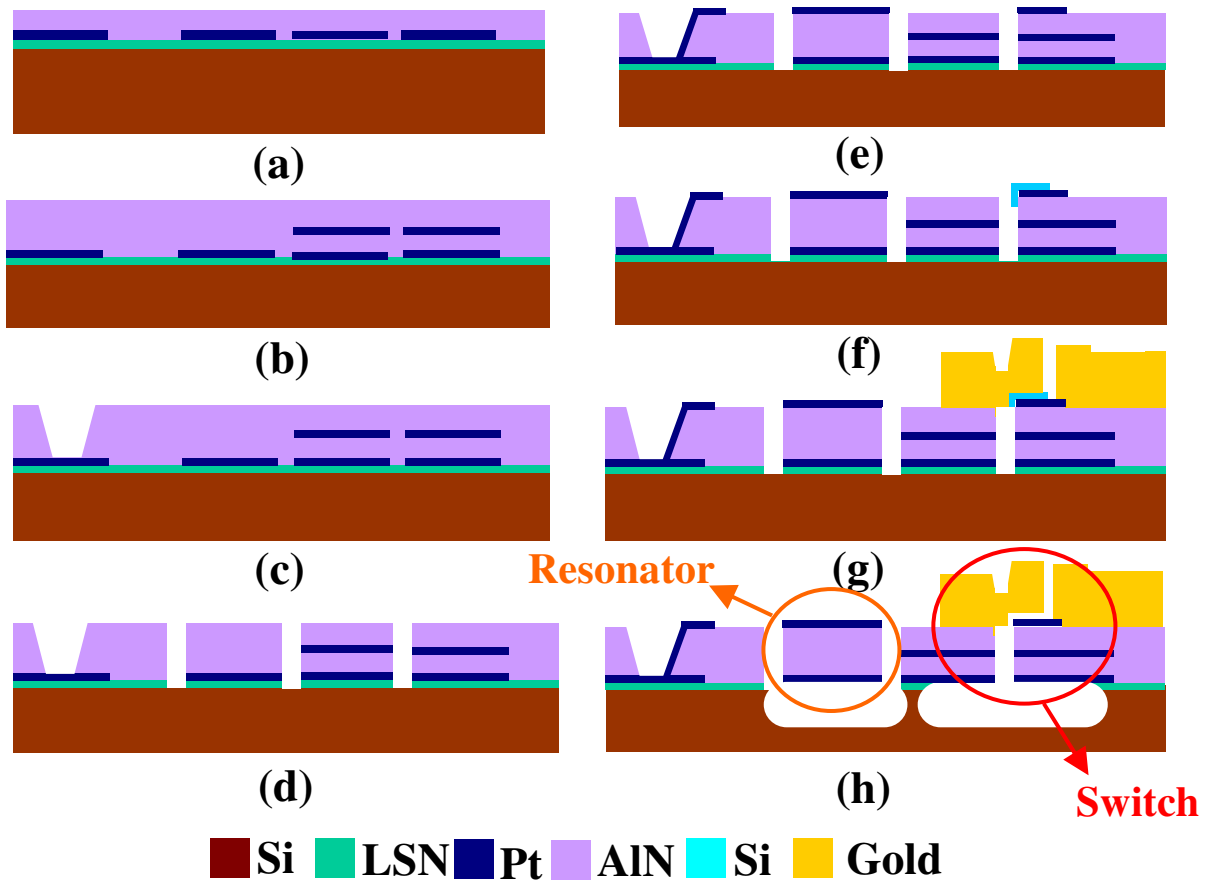 (a)
(e)
(b)
(f)
(c)
(g)
Resonator
(d)
(h)
Switch
Si LSN Pt AlN Si Gold